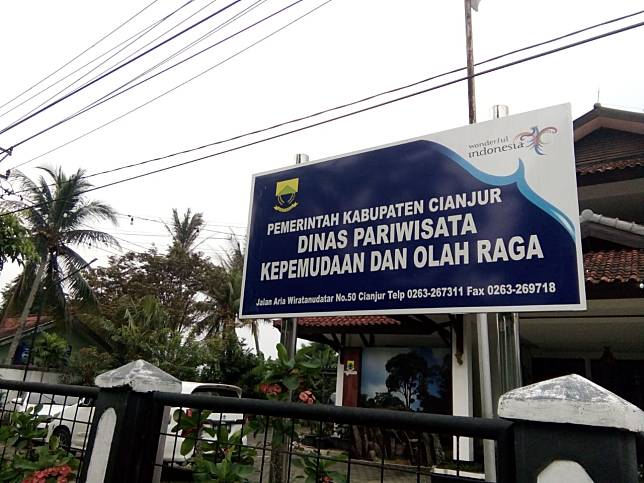 wonderful
indonesia
PEMERINTAH KABUPATEN CIANJUR
DINAS PARIWISATA
KEPEMUDAAN DAN OLAH RAGA
Jalan Aria Wiratanudatar No.50 Cianjur Telp 0263-267311 Fax 0263-269718